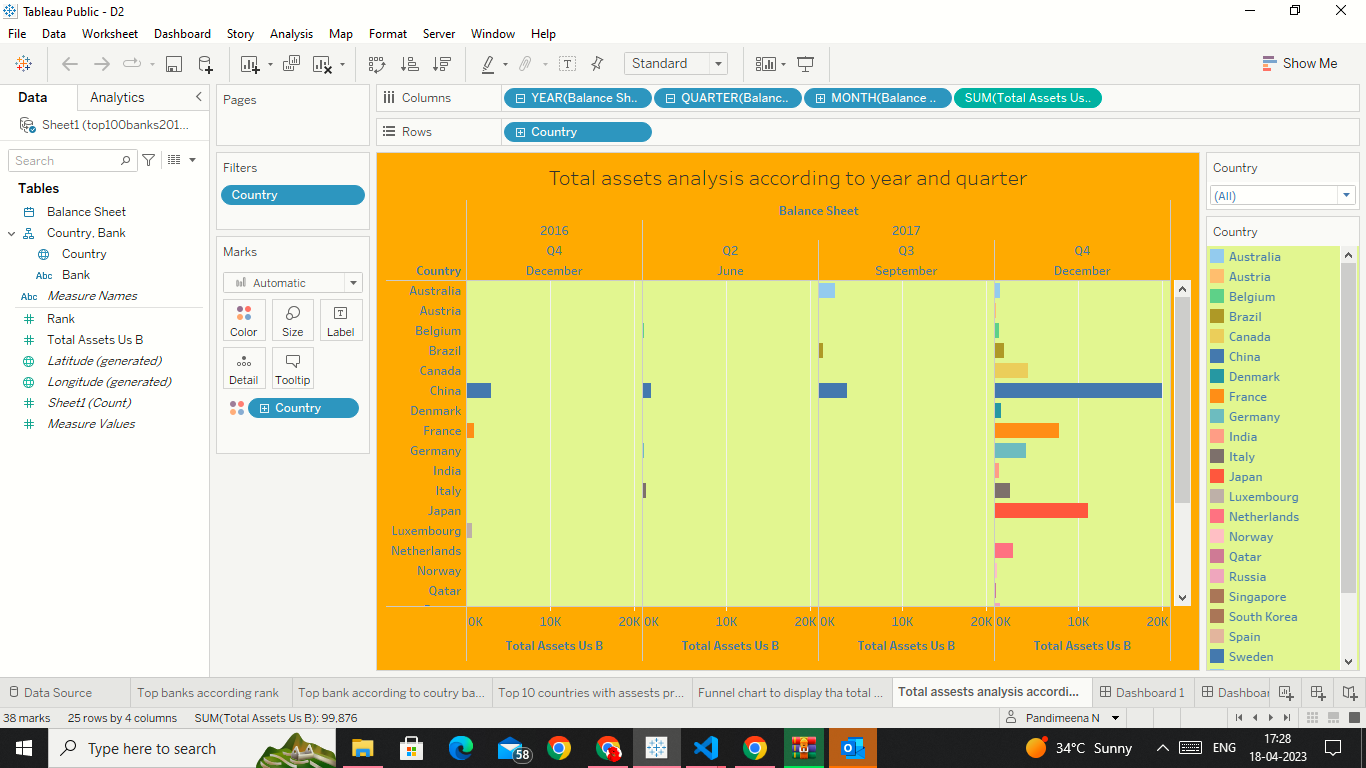 Tableau Public - D2
File Data Worksheet Dashboard Story Analysis Map Format Server Window Help
Standard
Show Me
Data Analytics
Sheet1 (top100banks201...
Search
Tables
Balance Sheet
Country, Bank
Country
Abc Bank
Abc Measure Names
Rank
Total Assets Us B
Latitude (generated)
Longitude (generated)
Sheet1 (Count)
Measure Values
Pages
Filters
Country
Marks
Automatic
Color Size Label
Detail Tooltip
Country
Columns YEAR(Balance Sh.. QUARTER(Balanc.. MONTH(Balance .. SUM(Total Assets Us..
Rows Country
Total assets analysis according to year and quarter
Balance Sheet
2016 2017
Q4 Q2 Q3 Q4
Country December June September December
Australia
Austria
Belgium
Brazil
Canada
China
Denmark
France
Germany
India
Italy
Japan
Luxembourg
Netherlands
Norway
Qatar
0K 10K 20K 0K 10K 20K 0K 10K 20K 0K 10K 20K
Total Assets Us B Total Assets Us B Total Assets Us B Total Assets Us B
Country
(All)
Country
Australia
Austria
Belgium
Brazil
Canada
China
Denmark
France
Germany
India
Italy
Japan
Luxembourg
Netherlands
Norway
Qatar
Russia
Singapore
South Korea
Spain
Sweden
Data Source Top banks according rank Top bank according to coutry ba... Top 10 countries with assests pr... Funnel chart to display tha total ... Total assests analysis accordi... Dashboard 1 Dashboar
38 marks 25 rows by 4 columns SUM(Total Assets Us B): 99.876 Pandimeena N
Type here to search
58
34°C Sunny
ENG
17:28
18-04-2023